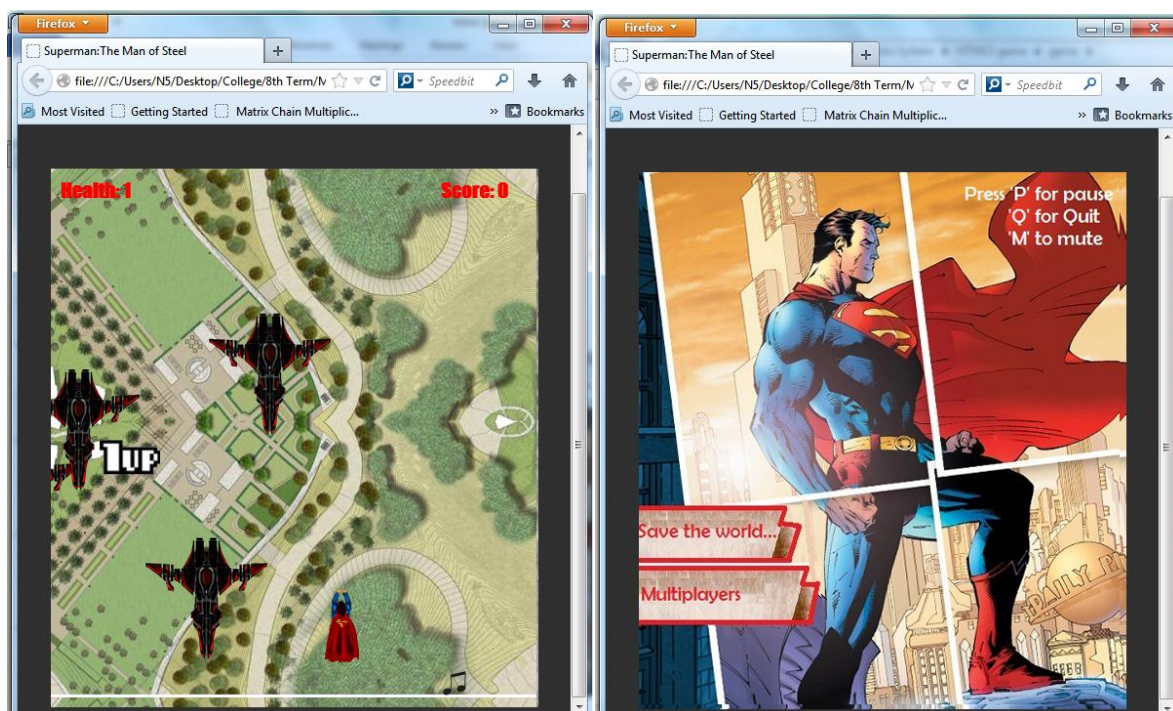 Firefox
Superman:The Man of Steel
file:///C:/Users/N5/Desktop/College/8th Term/M
Speedbit
Most Visited
Getting Started
Matrix Chain Multiplic...
»
Bookmarks
Health: 1
Score: 0
1UP
Firefox
Superman:The Man of Steel
file:///C:/Users/N5/Desktop/College/8th Term/M
Speedbit
Most Visited
Getting Started
Matrix Chain Multiplic...
»
Bookmarks
Press 'P' for pause
'Q' for Quit
'M' to mute
S
Save the world...
Multiplayers
DAILY P